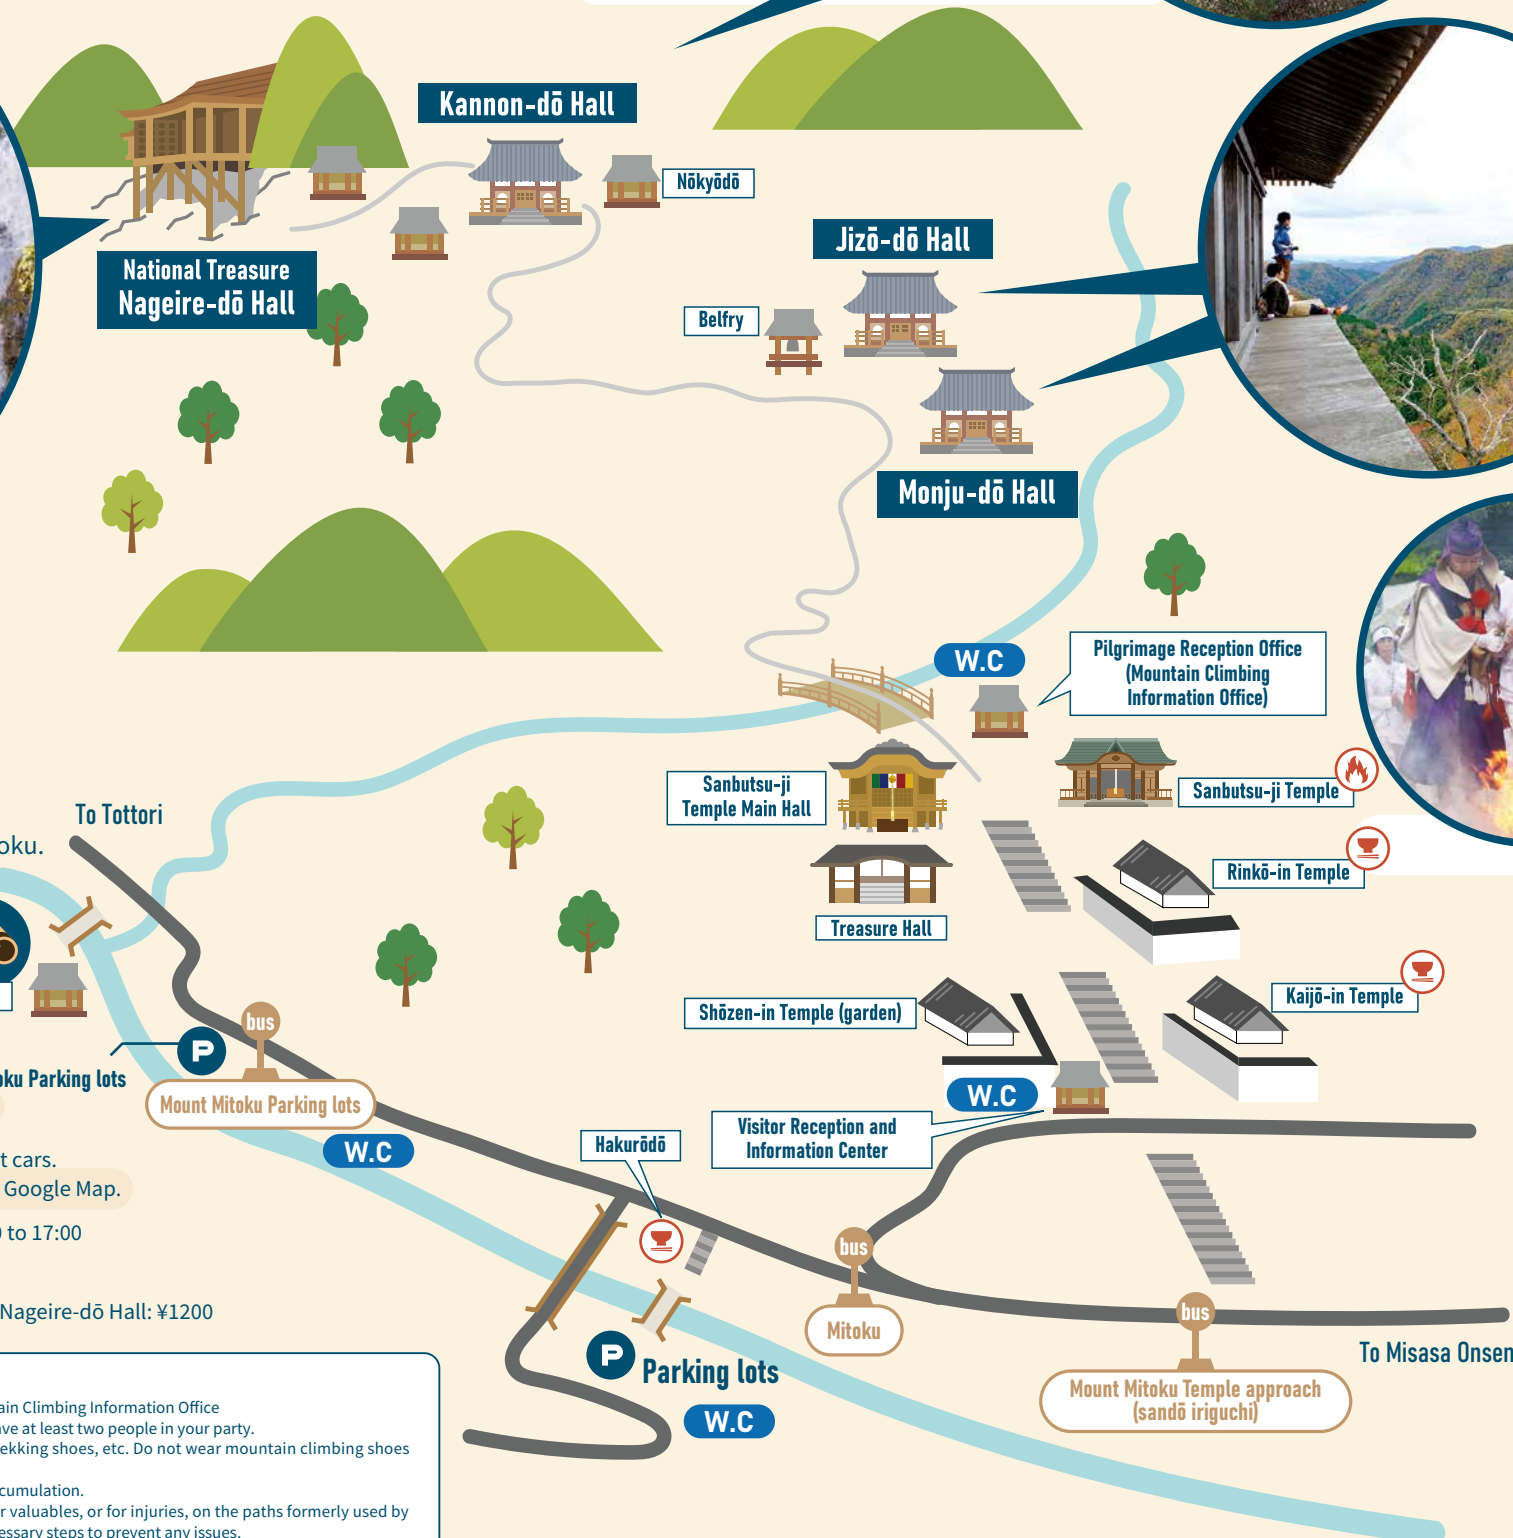 Kannon-dō Hall
Nōkyōdō
Jizō-dō Hall
National Treasure
Nageire-dō Hall
Belfry
Monju-dō Hall
W.C
Pilgrimage Reception Office
(Mountain Climbing
Information Office)
Sanbutsu-ji
Temple Main Hall
Sanbutsu-ji Temple
To Tottori
oku.
Rinkō-in Temple
Treasure Hall
Kaijō-in Temple
Shōzen-in Temple (garden)
bus
P
oku Parking lots
Mount Mitoku Parking lots
W.C
W.C
Visitor Reception and
Information Center
Hakurōdō
t cars.
Google Map.
to 17:00
bus
Mitoku
Nageire-dō Hall: ¥1200
bus
Mount Mitoku Temple approach
(sandō iriguchi)
To Misasa Onsen
P
Parking lots
W.C
ain Climbing Information Office
ave at least two people in your party.
ekking shoes, etc. Do not wear mountain climbing shoes
cumulation.
r valuables, or for injuries, on the paths formerly used by
essary steps to prevent any issues.